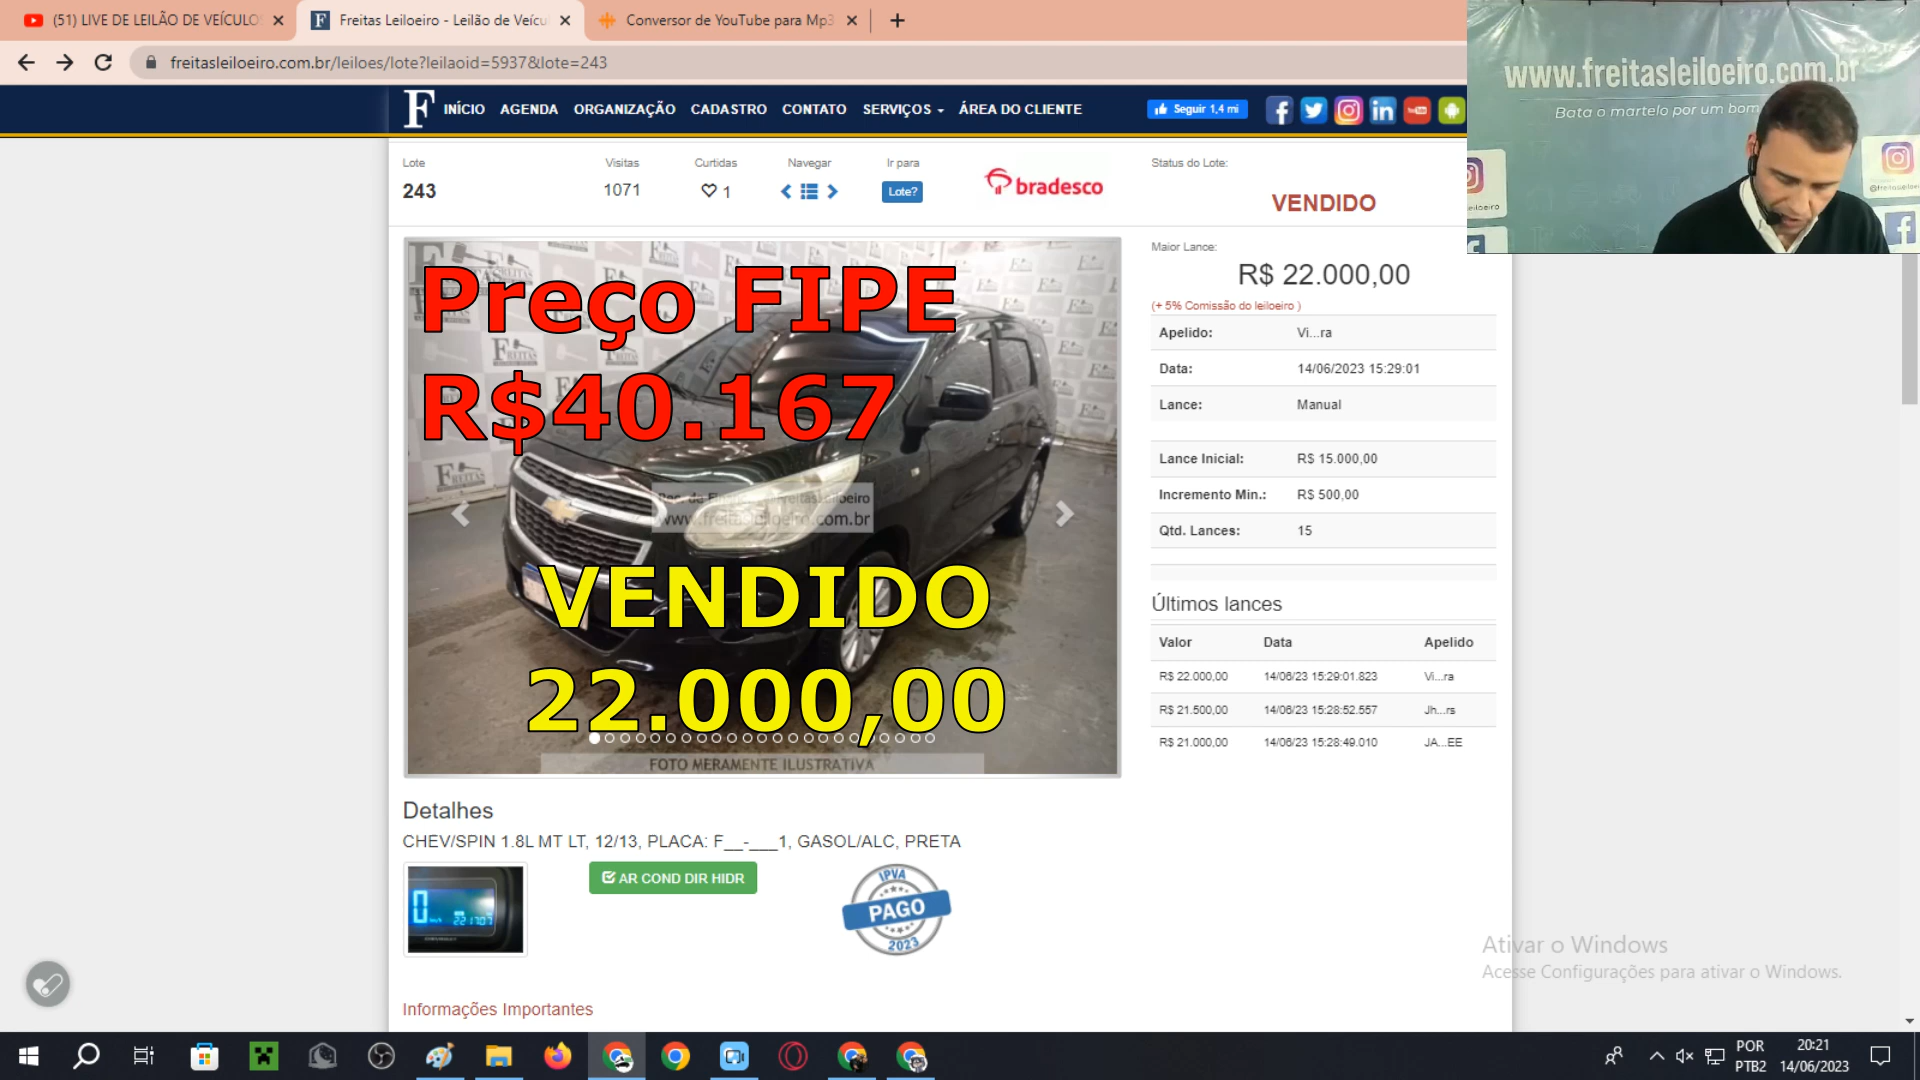 (51) LIVE DE LEILÃO DE VEÍCULO
Freitas Leiloeiro - Leilão de Veícu
Conversor de YouTube para Mp3
freitasleiloeiro.com.br/leiloes/lote?leilaoid=5937&lote=243
F INÍCIO AGENDA ORGANIZAÇÃO CADASTRO CONTATO SERVIÇOS ÁREA DO CLIENTE
Seguir 1,4 mi
www.freitasleiloeiro.com.br
Bata o martelo por um bom
Lote Visitas Curtidas Navegar Ir para Status do Lote:
243 1071 1 Lote? bradesco VENDIDO
Preço FIPE
R$40.167
VENDIDO
22.000,00
FOTO MERAMENTE ILUSTRATIVA
Maior Lance:
R$ 22.000,00
(+ 5% Comissão do leiloeiro )
Apelido: Vi...ra
Data: 14/06/2023 15:29:01
Lance: Manual
Lance Inicial: R$ 15.000,00
Incremento Min.: R$ 500,00
Qtd. Lances: 15
Últimos lances
Valor Data Apelido
R$ 22.000,00 14/06/23 15:29:01.823 Vi...ra
R$ 21.500,00 14/06/23 15:28:52.557 Jh...rs
R$ 21.000,00 14/06/23 15:28:49.010 JA...EE
Detalhes
CHEV/SPIN 1.8L MT LT, 12/13, PLACA: F__-___1, GASOL/ALC, PRETA
AR COND DIR HIDR
IPVA
PAGO
2023
Informações Importantes
Ativar o Windows
Acesse Configurações para ativar o Windows.
POR
PTB2
20:21
14/06/2023